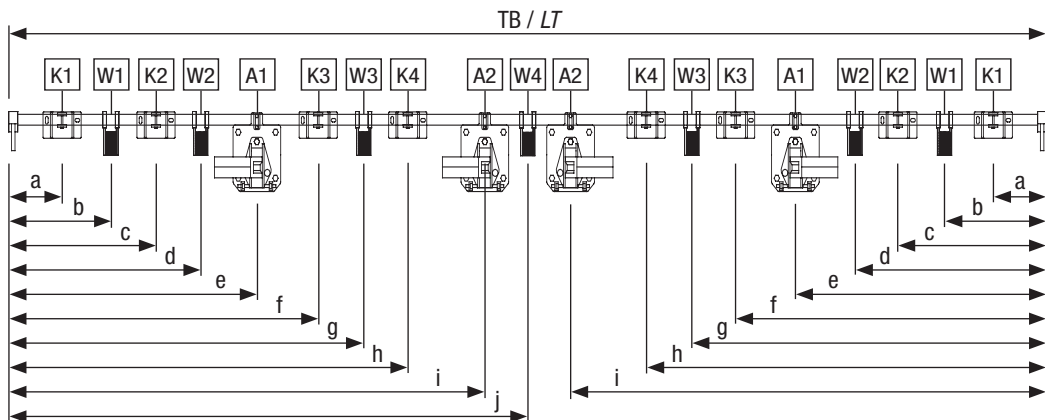 TB / LT
K1 W1 K2 W2 A1 K3 W3 K4 A2 W4 A2 K4 W3 K3 A1 W2 K2 W1 K1
a a
b b
c c
d d
e e
f f
g g
h h
i i
j